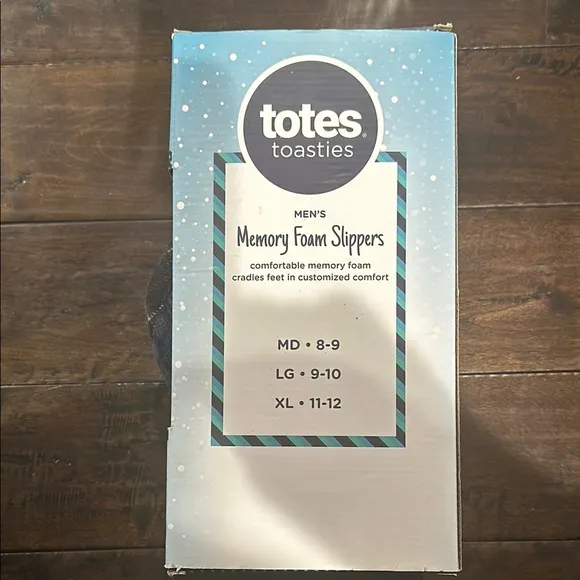 totes®
toasties
MEN'S
Memory Foam Slippers
comfortable memory foam
cradles feet in customized comfort
MD • 8-9
LG • 9-10
XL • 11-12